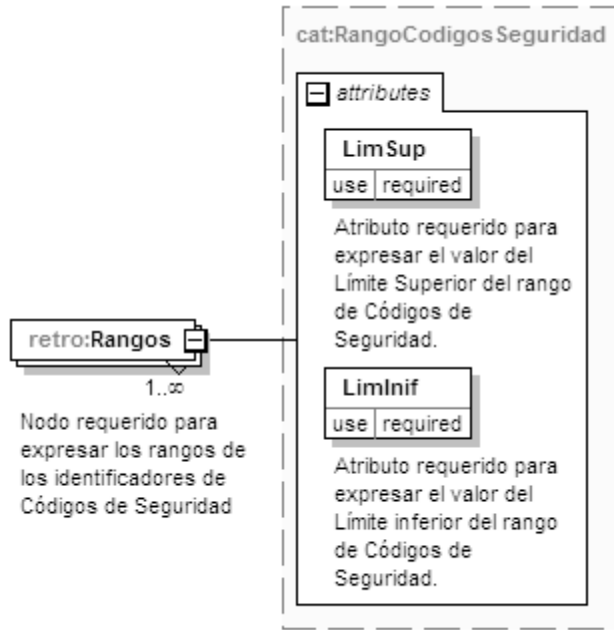 cat:RangoCodigosSeguridad
attributes
LimSup
use required
Atributo requerido para
expresar el valor del
Límite Superior del rango
de Códigos de
Seguridad.
retro:Rangos
1..∞
Nodo requerido para
expresar los rangos de
los identificadores de
Códigos de Seguridad
LimInif
use required
Atributo requerido para
expresar el valor del
Límite inferior del rango
de Códigos de
Seguridad.